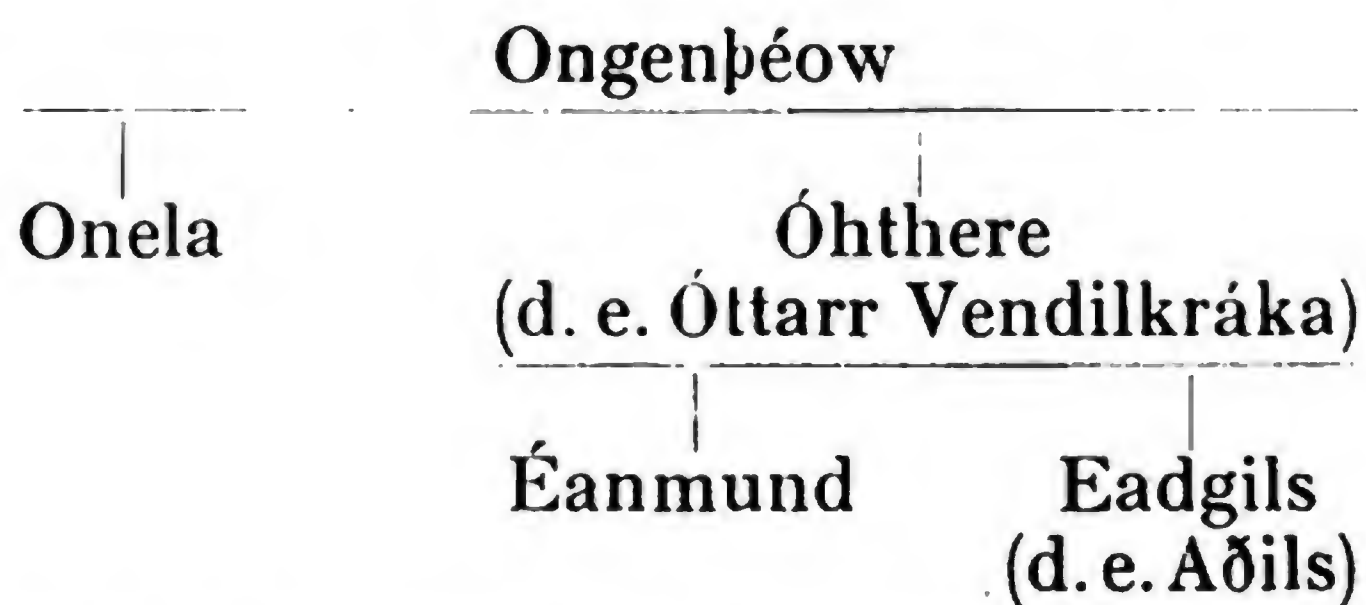 Ongenþéow
Onela Óhthere
(d. e. Óttarr Vendilkráka)
Éanmund Eadgils
(d. e. Aðils)